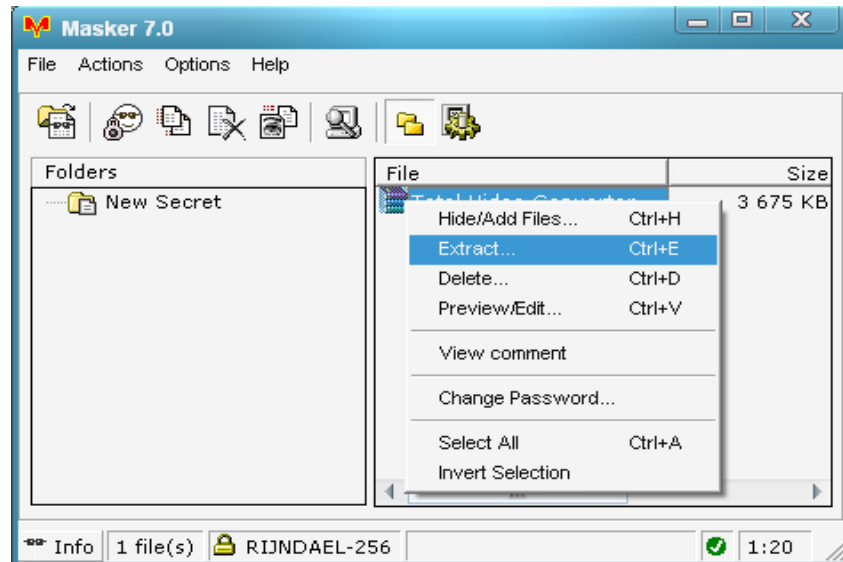 Masker 7.0
File Actions Options Help
Folders
New Secret
File Size
3 675 KB
Hide/Add Files... Ctrl+H
Extract... Ctrl+E
Delete... Ctrl+D
Preview/Edit... Ctrl+V
View comment
Change Password...
Select All Ctrl+A
Invert Selection
Info 1 file(s) RIJNDAEL-256 1:20